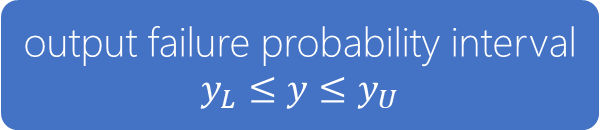 output failure probability interval
y_L ≤ y ≤ y_U